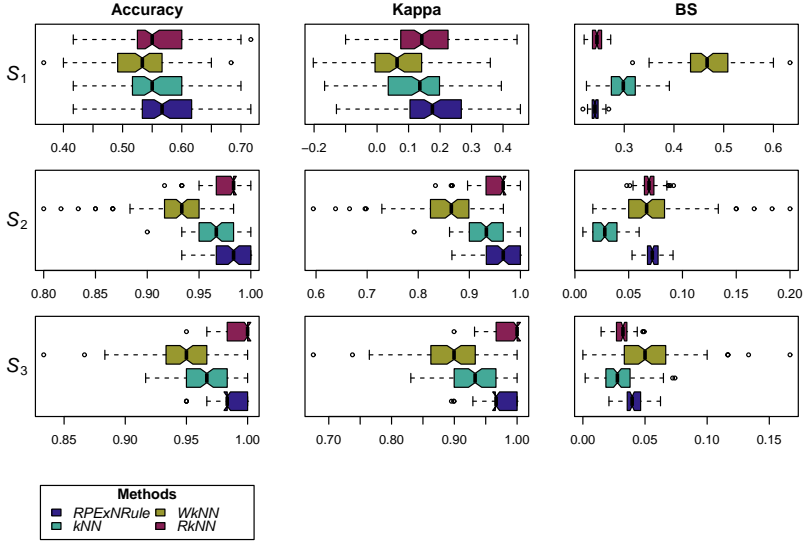 Accuracy Kappa BS
S1
0.40 0.50 0.60 0.70 −0.2 0.0 0.1 0.2 0.3 0.4 0.3 0.4 0.5 0.6
S2
0.80 0.85 0.90 0.95 1.00 0.6 0.7 0.8 0.9 1.0 0.00 0.05 0.10 0.15 0.20
S3
0.85 0.90 0.95 1.00 0.70 0.80 0.90 1.00 0.00 0.05 0.10 0.15
Methods
RPExNRule WkNN
kNN RkNN